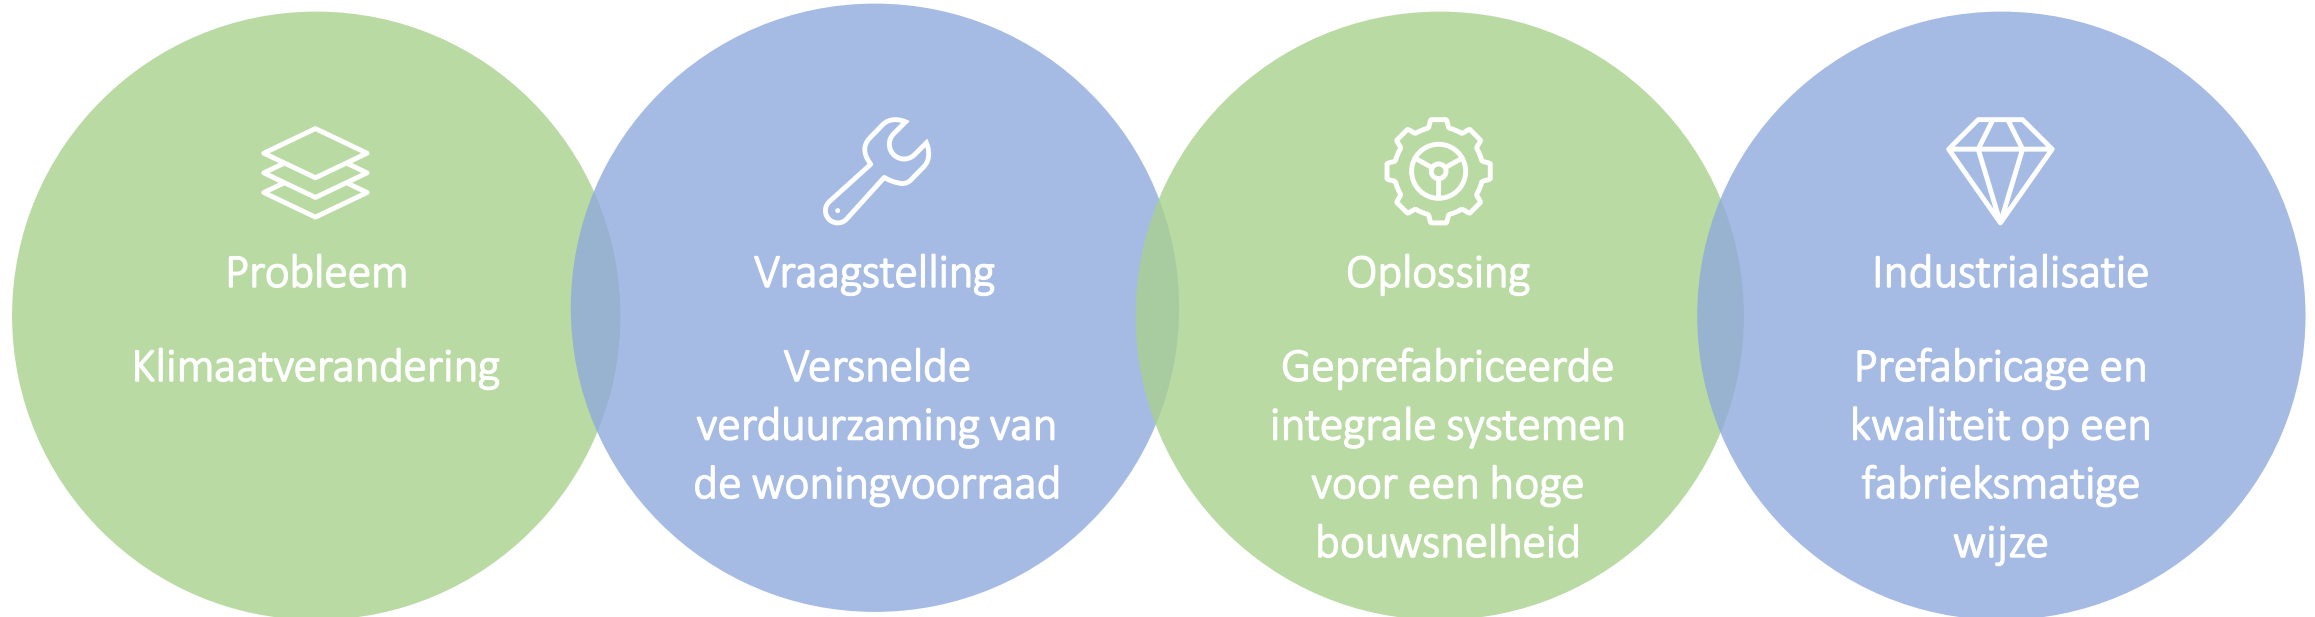 Probleem
Klimaatverandering
Vraagstelling
Versnelde
verduurzaming van
de woningvoorraad
Oplossing
Geprefabriceerde
integrale systemen
voor een hoge
bouwsnelheid
Industrialisatie
Prefabricage en
kwaliteit op een
fabrieksmatige
wijze